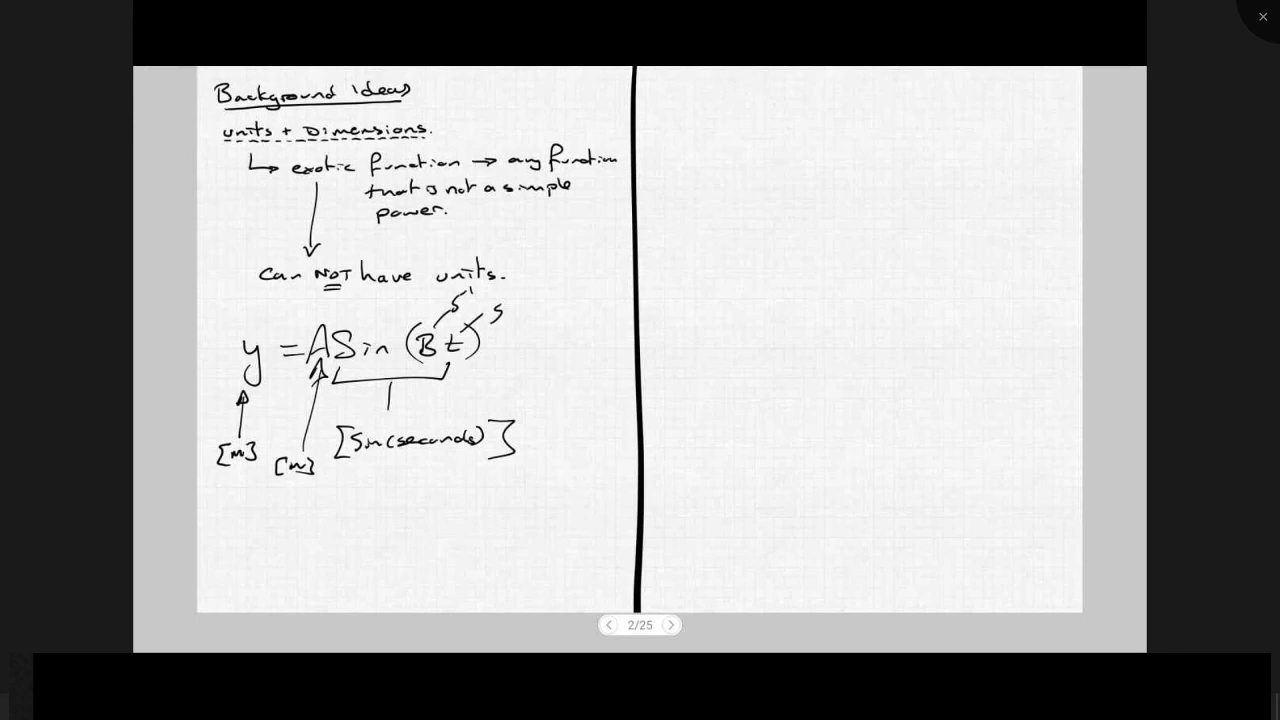 Background Ideas
units + Dimensions.
↳ exotic function → any function
that is not a simple
power.
Can NOT have units.
s⁻¹ s
y = A Sin (B t)
[m] [m] [Sin(seconds)]
2/25